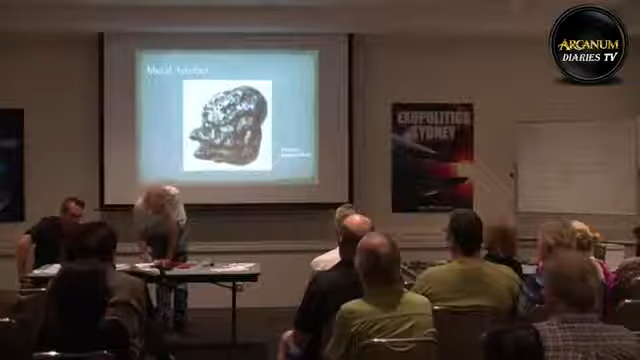 ARCANUM
DIARIES TV
Metal Artefact
EXOPOLITICS
SYDNEY